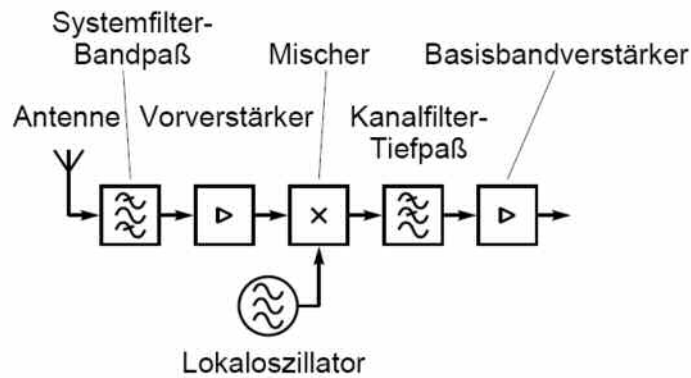 Systemfilter-
Bandpaß
Mischer
Basisbandverstärker
Antenne
Vorverstärker
Kanalfilter-
Tiefpaß
Lokaloszillator